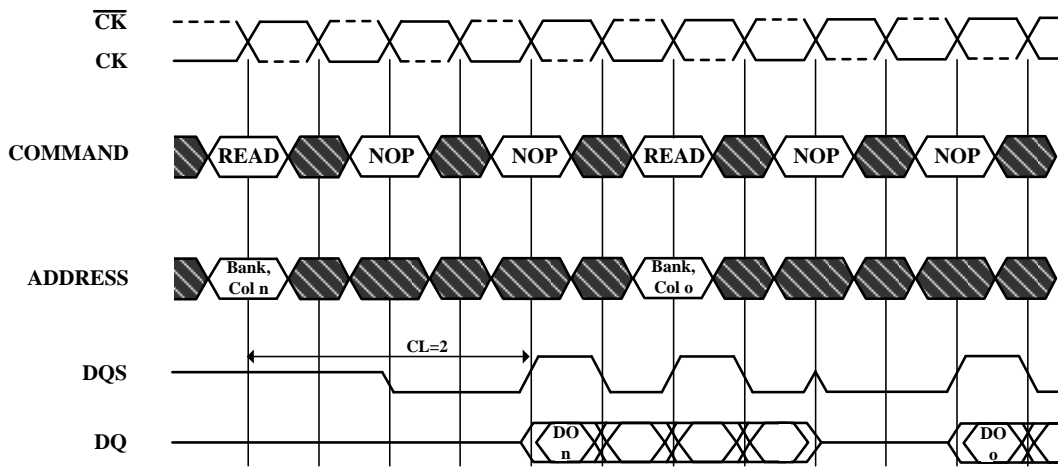 C̅K̅
CK
COMMAND READ NOP NOP READ NOP NOP
ADDRESS Bank, Col n Bank, Col o
CL=2
DQS
DQ DO n DO o